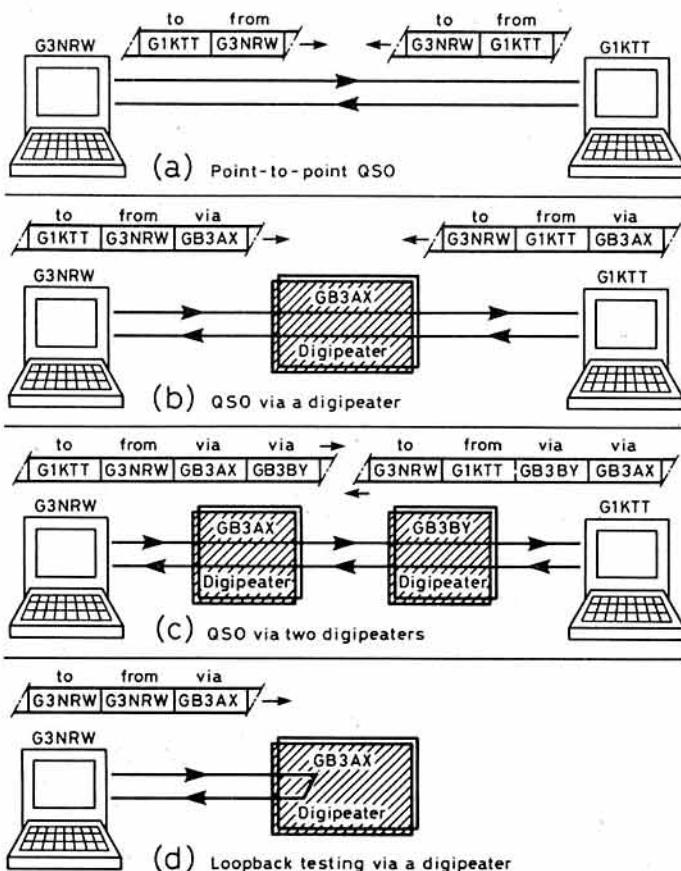 to from
G1KTT G3NRW
to from
G3NRW G1KTT
G3NRW
G1KTT
(a) Point-to-point QSO
to from via
G1KTT G3NRW GB3AX
to from via
G3NRW G1KTT GB3AX
G3NRW
GB3AX
Digipeater
G1KTT
(b) QSO via a digipeater
to from via via
G1KTT G3NRW GB3AX GB3BY
to from via via
G3NRW G1KTT GB3BY GB3AX
G3NRW
GB3AX
Digipeater
GB3BY
Digipeater
G1KTT
(c) QSO via two digipeaters
to from via
G3NRW G3NRW GB3AX
G3NRW
GB3AX
Digipeater
(d) Loopback testing via a digipeater